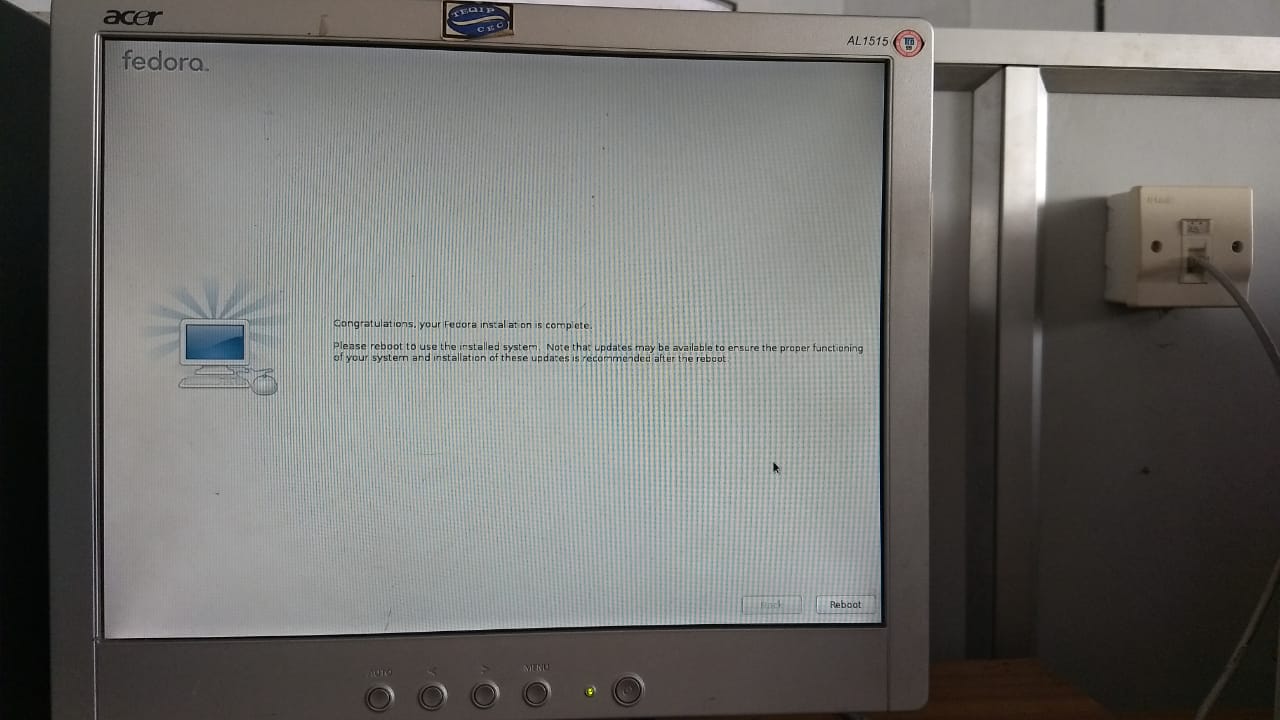 acer
TEQIP
CEC
AL1515
fedora.
Congratulations, your Fedora installation is complete.
Please reboot to use the installed system.  Note that updates may be available to ensure the proper functioning
of your system and installation of these updates is recommended after the reboot.
Back
Reboot
AUTO
<
>
MENU